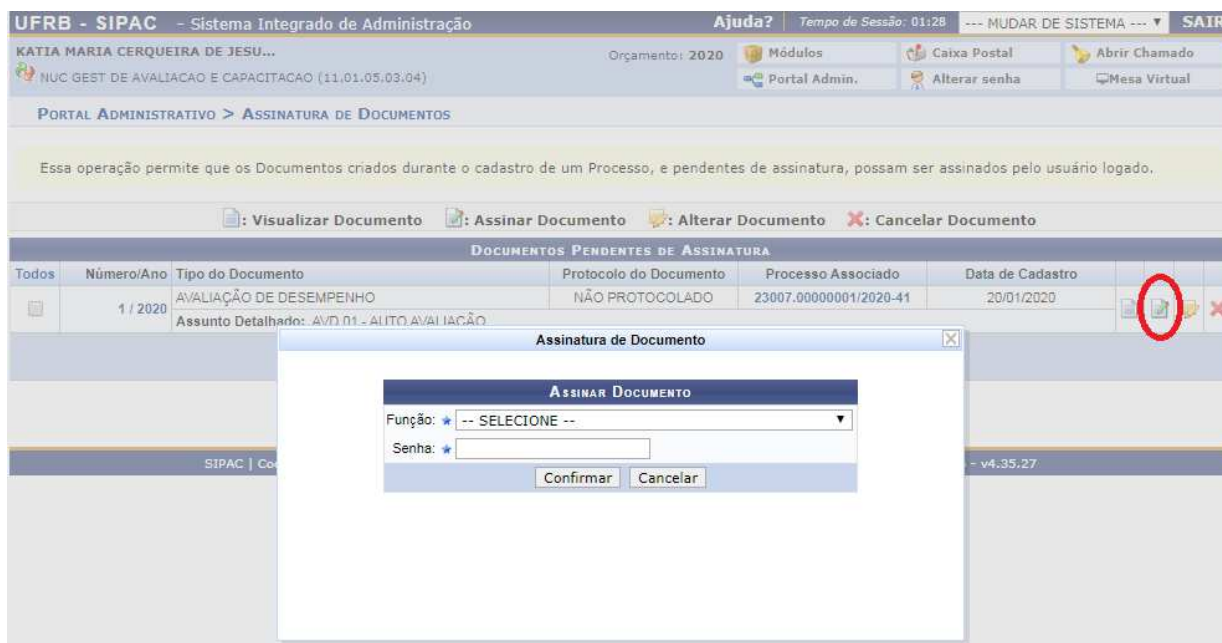 UFRB - SIPAC - Sistema Integrado de Administração Ajuda? Tempo de Sessão: 01:28 --- MUDAR DE SISTEMA --- SAIR
KATIA MARIA CERQUEIRA DE JESU... Orçamento: 2020 Módulos Caixa Postal Abrir Chamado
NUC GEST DE AVALIACAO E CAPACITACAO (11.01.05.03.04) Portal Admin. Alterar senha Mesa Virtual
PORTAL ADMINISTRATIVO > ASSINATURA DE DOCUMENTOS
Essa operação permite que os Documentos criados durante o cadastro de um Processo, e pendentes de assinatura, possam ser assinados pelo usuário logado.
: Visualizar Documento : Assinar Documento : Alterar Documento : Cancelar Documento
DOCUMENTOS PENDENTES DE ASSINATURA
Todos Número/Ano Tipo do Documento Protocolo do Documento Processo Associado Data de Cadastro
1 / 2020 AVALIAÇÃO DE DESEMPENHO NÃO PROTOCOLADO 23007.00000001/2020-41 20/01/2020
Assunto Detalhado: AVD 01 - AUTO AVALIAÇÃO
Assinatura de Documento
ASSINAR DOCUMENTO
Função: -- SELECIONE --
Senha:
Confirmar Cancelar
SIPAC | - v4.35.27